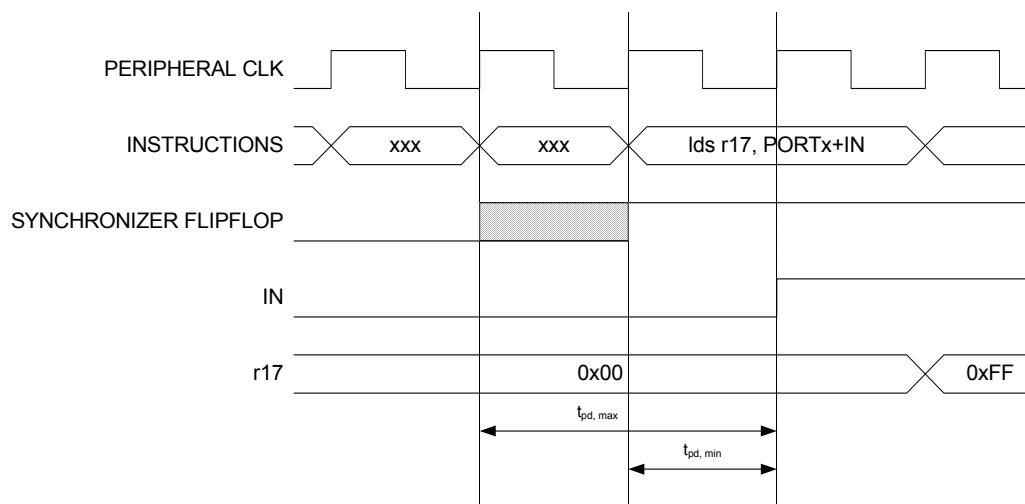 PERIPHERAL CLK
INSTRUCTIONS xxx xxx lds r17, PORTx+IN
SYNCHRONIZER FLIPFLOP
IN
r17 0x00 0xFF
tpd, max
tpd, min